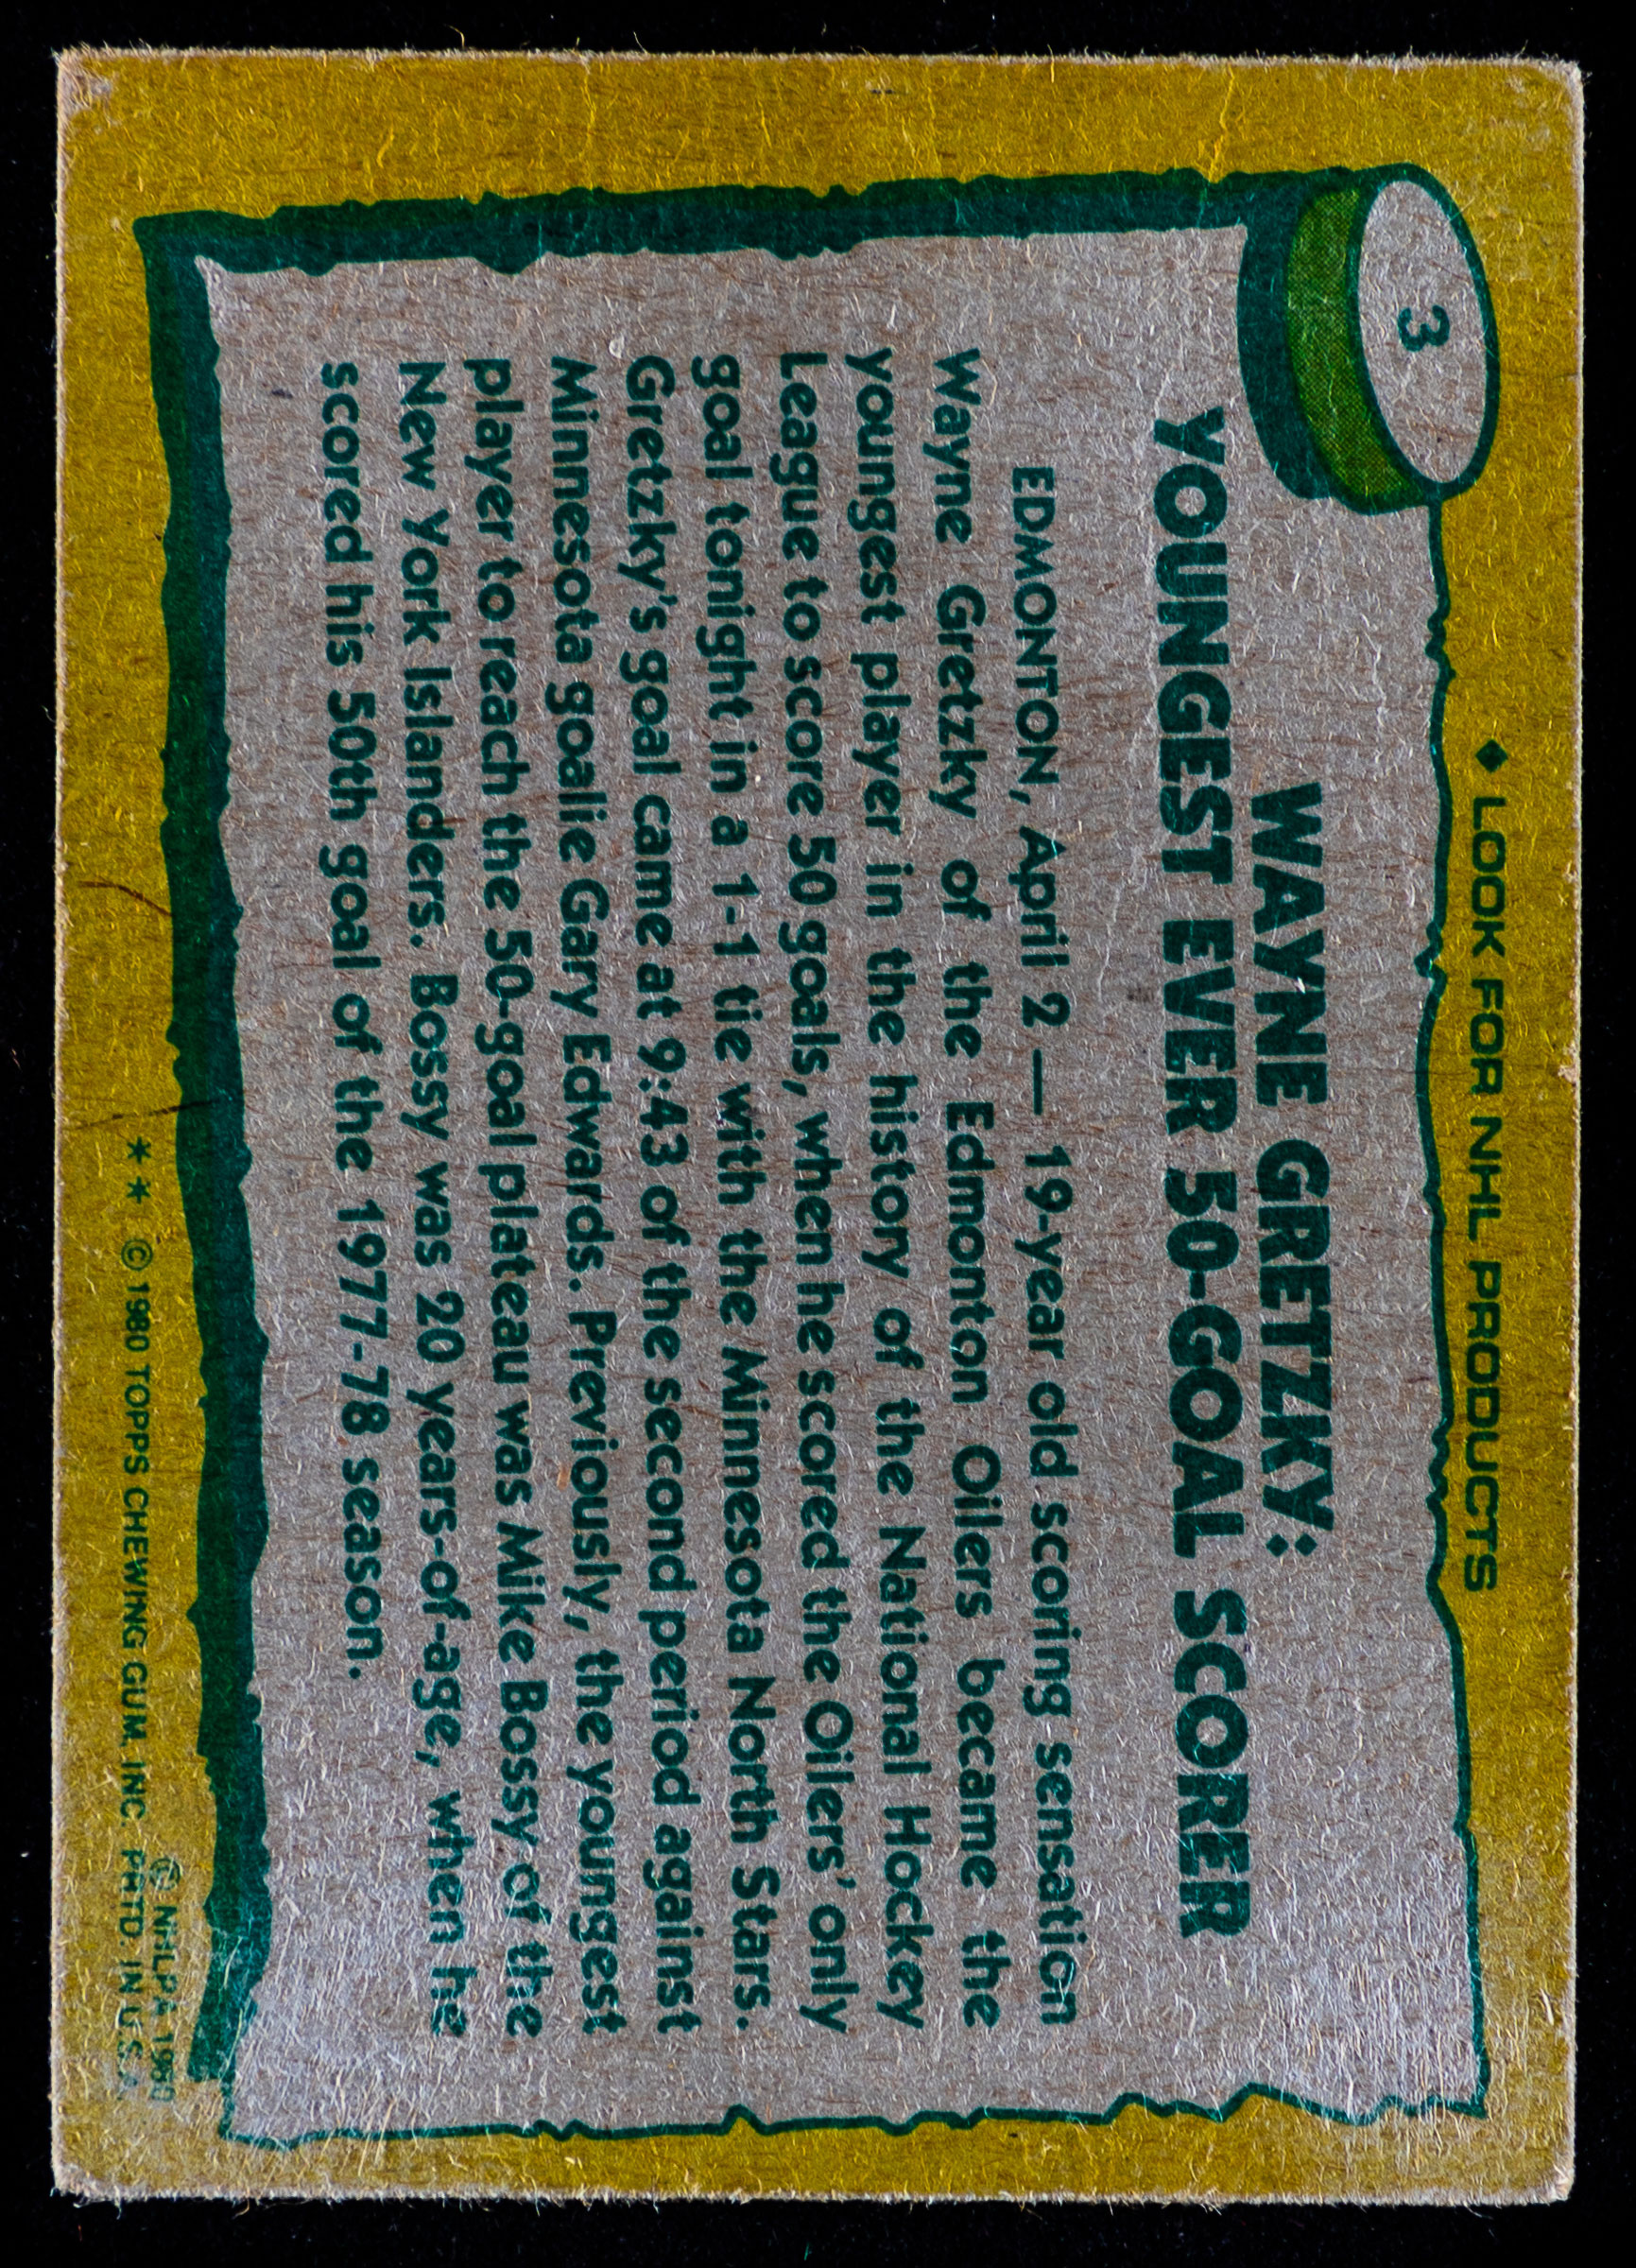 ◆ LOOK FOR NHL PRODUCTS
3
WAYNE GRETZKY:
YOUNGEST EVER 50-GOAL SCORER
EDMONTON, April 2 — 19-year old scoring sensation
Wayne Gretzky of the Edmonton Oilers became the
youngest player in the history of the National Hockey
League to score 50 goals, when he scored the Oilers' only
goal tonight in a 1-1 tie with the Minnesota North Stars.
Gretzky's goal came at 9:43 of the second period against
Minnesota goalie Gary Edwards. Previously, the youngest
player to reach the 50-goal plateau was Mike Bossy of the
New York Islanders. Bossy was 20 years-of-age, when he
scored his 50th goal of the 1977-78 season.
© NHLPA 1980
** © 1980 TOPPS CHEWING GUM, INC. PRTD. IN U.S.A.